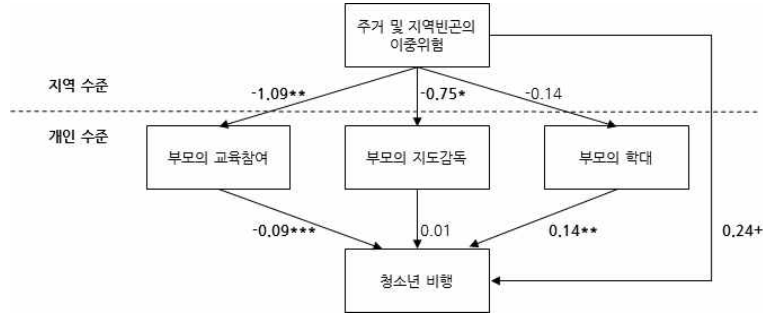 주거 및 지역빈곤의
이중위험
지역 수준
-1.09**
-0.75*
-0.14
개인 수준
부모의 교육참여
부모의 지도감독
부모의 학대
-0.09***
0.01
0.14**
0.24+
청소년 비행